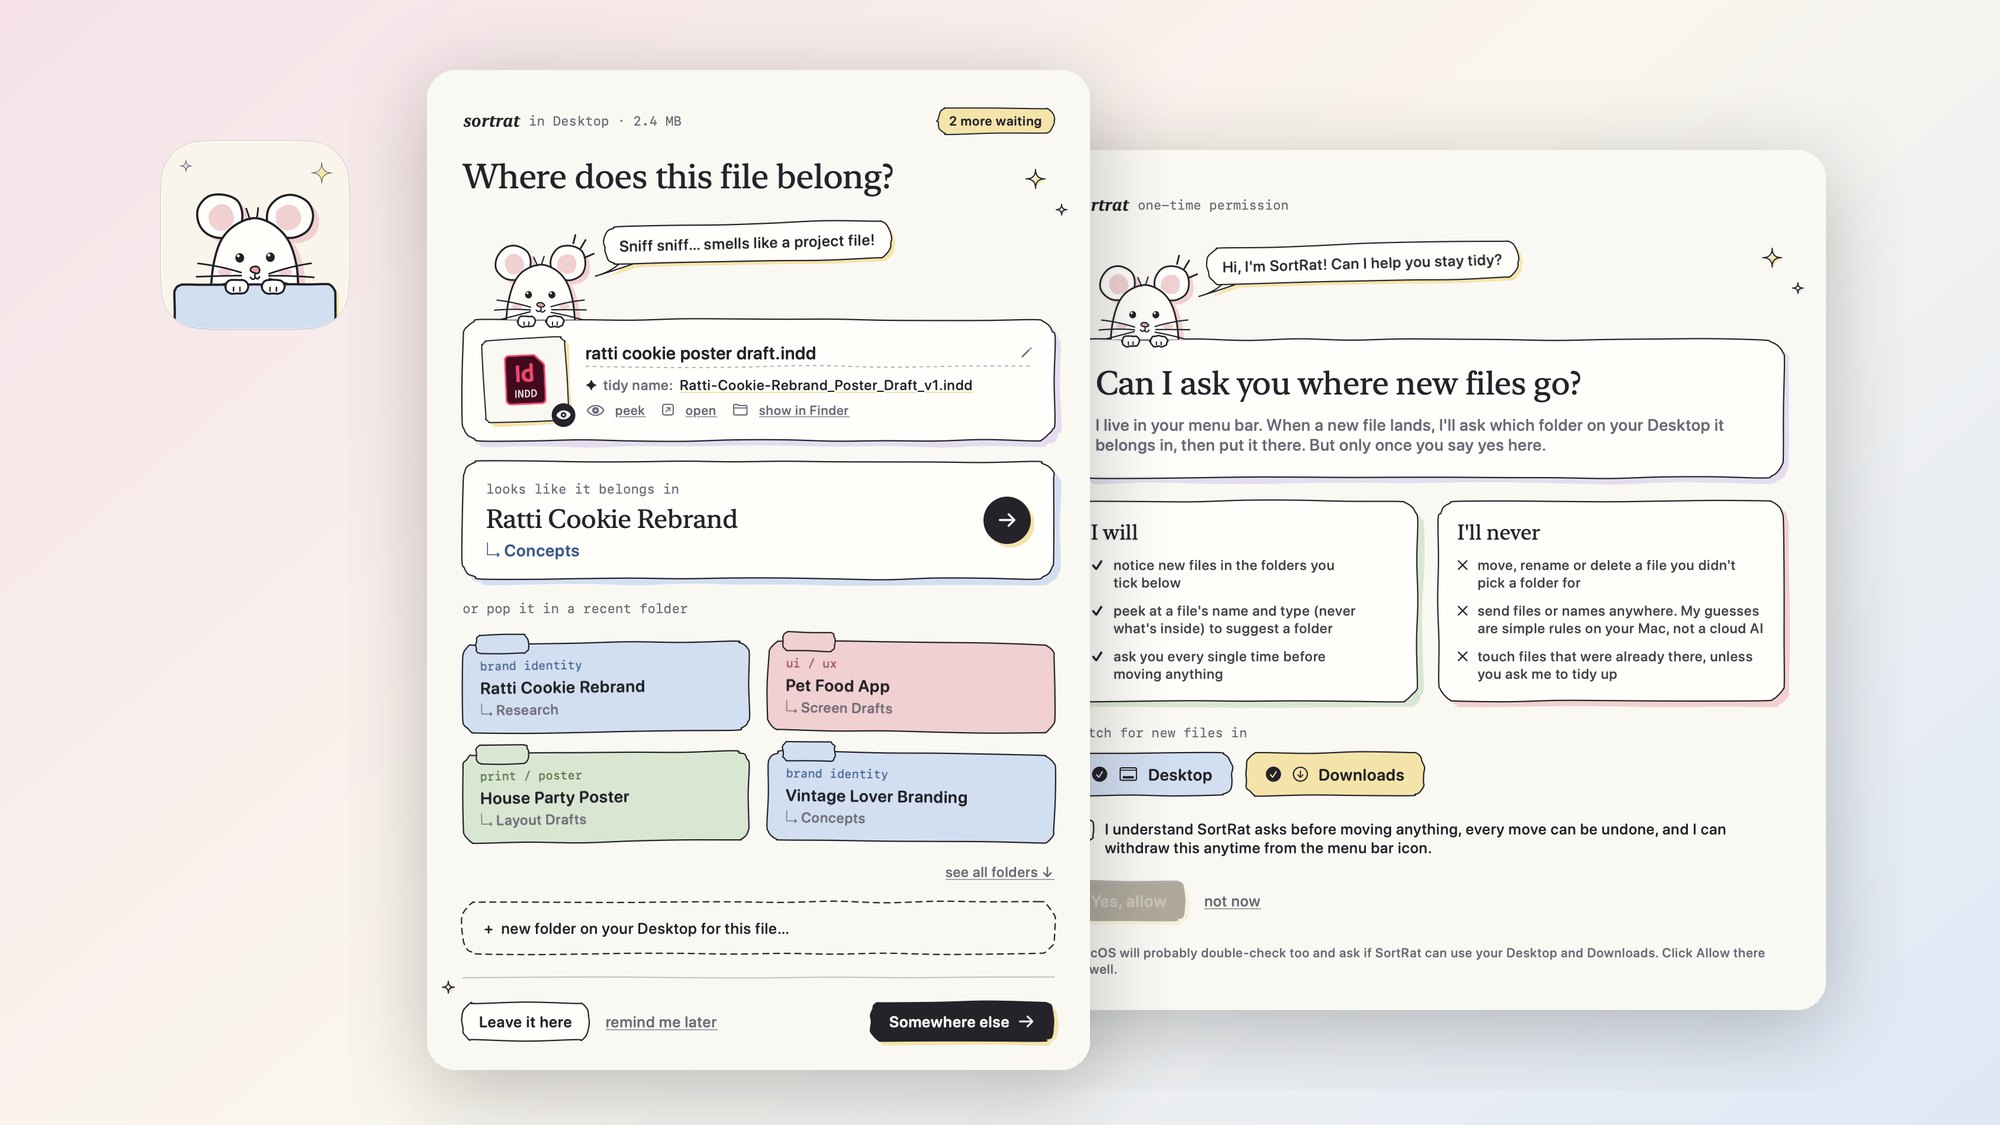 sortrat in Desktop · 2.4 MB
2 more waiting
Where does this file belong?
Sniff sniff... smells like a project file!
Id
INDD
ratti cookie poster draft.indd
tidy name: Ratti-Cookie-Rebrand_Poster_Draft_v1.indd
peek open show in Finder
looks like it belongs in
Ratti Cookie Rebrand
Concepts
or pop it in a recent folder
brand identity
Ratti Cookie Rebrand
Research
ui / ux
Pet Food App
Screen Drafts
print / poster
House Party Poster
Layout Drafts
brand identity
Vintage Lover Branding
Concepts
see all folders ↓
+ new folder on your Desktop for this file...
Leave it here
remind me later
Somewhere else →
rtrat one-time permission
Hi, I'm SortRat! Can I help you stay tidy?
Can I ask you where new files go?
I live in your menu bar. When a new file lands, I'll ask which folder on your Desktop it
belongs in, then put it there. But only once you say yes here.
I will
notice new files in the folders you
tick below
peek at a file's name and type (never
what's inside) to suggest a folder
ask you every single time before
moving anything
I'll never
move, rename or delete a file you didn't
pick a folder for
send files or names anywhere. My guesses
are simple rules on your Mac, not a cloud AI
touch files that were already there, unless
you ask me to tidy up
tch for new files in
Desktop
Downloads
I understand SortRat asks before moving anything, every move can be undone, and I can
withdraw this anytime from the menu bar icon.
Yes, allow
not now
cOS will probably double-check too and ask if SortRat can use your Desktop and Downloads. Click Allow there
well.